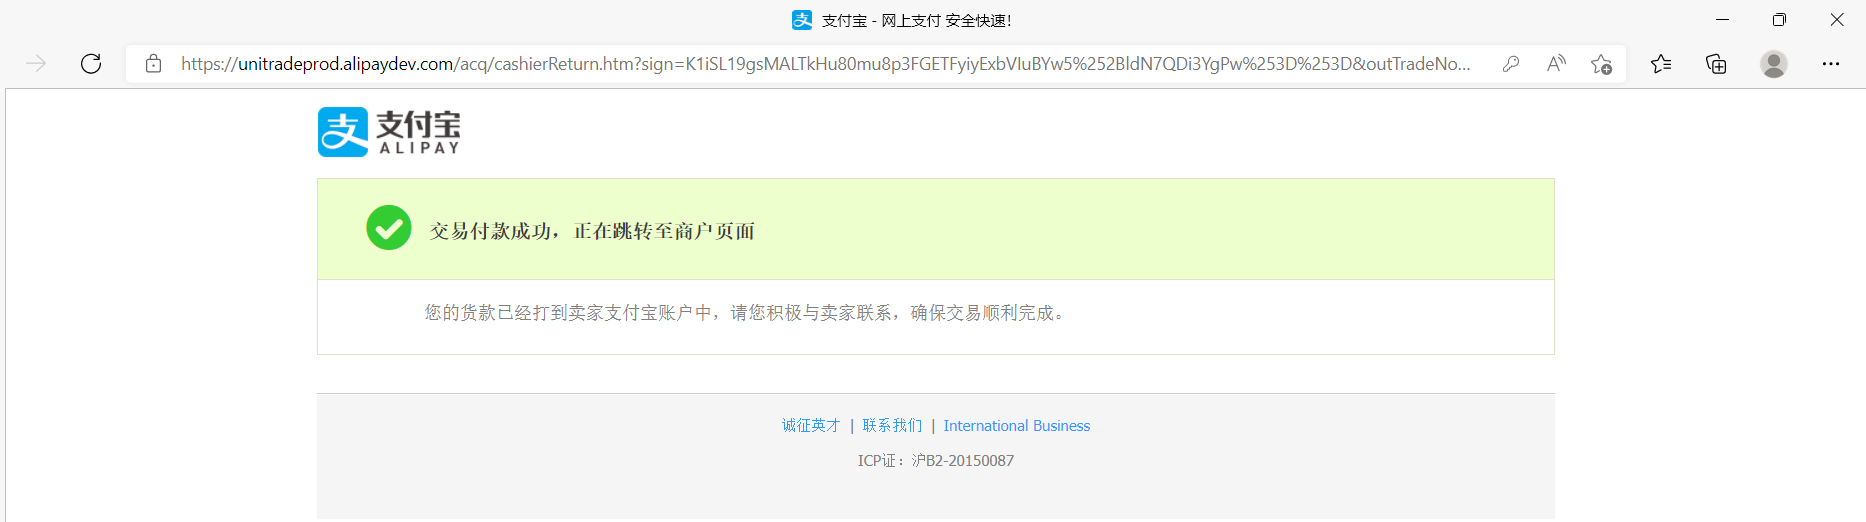 支付宝 - 网上支付 安全快速！
https://unitradeprod.alipaydev.com/acq/cashierReturn.htm?sign=K1iSL19gsMALTkHu80mu8p3FGETFyiyExbVIuBYw5%252BldN7QDi3YgPw%253D%253D&outTradeNo...
支付宝
ALIPAY
交易付款成功，正在跳转至商户页面
您的货款已经打到卖家支付宝账户中，请您积极与卖家联系，确保交易顺利完成。
诚征英才 | 联系我们 | International Business
ICP证：沪B2-20150087